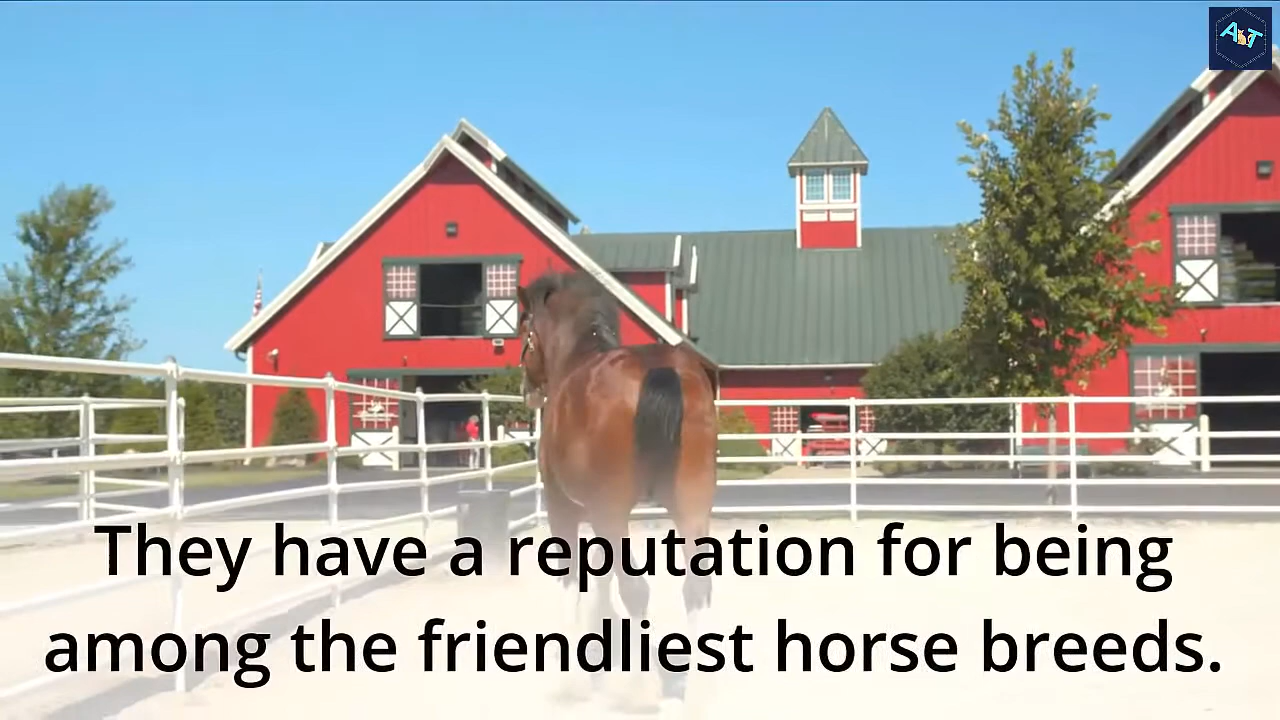 A T
They have a reputation for being
among the friendliest horse breeds.